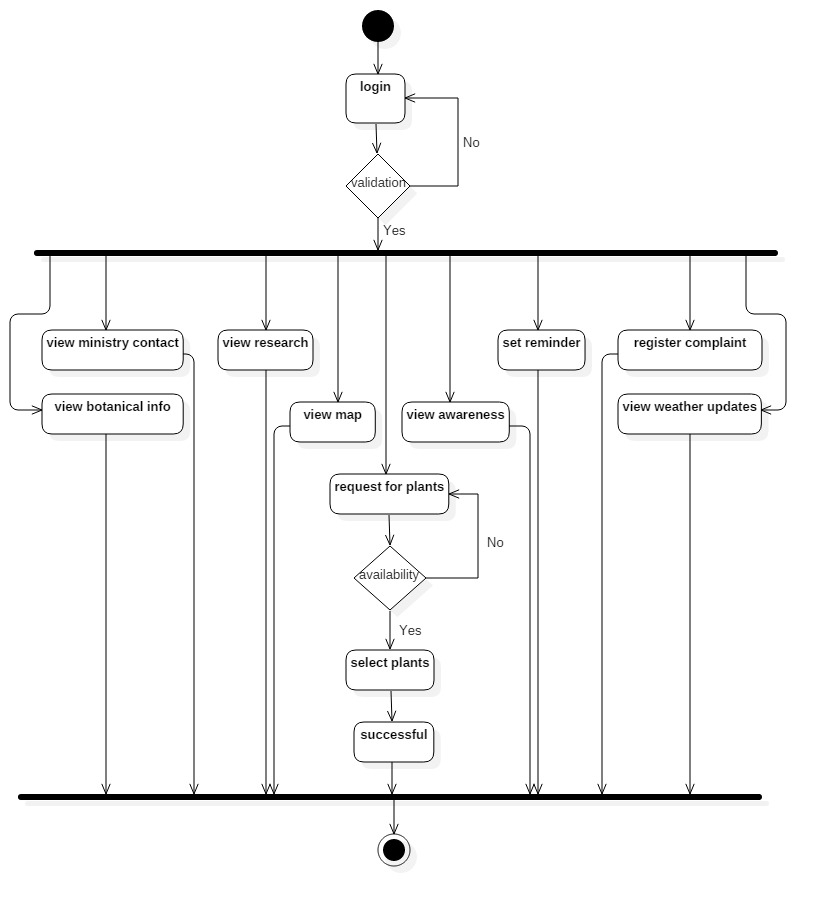 login
No
validation
Yes
view ministry contact
view research
set reminder
register complaint
view botanical info
view map
view awareness
view weather updates
request for plants
No
availability
Yes
select plants
successful